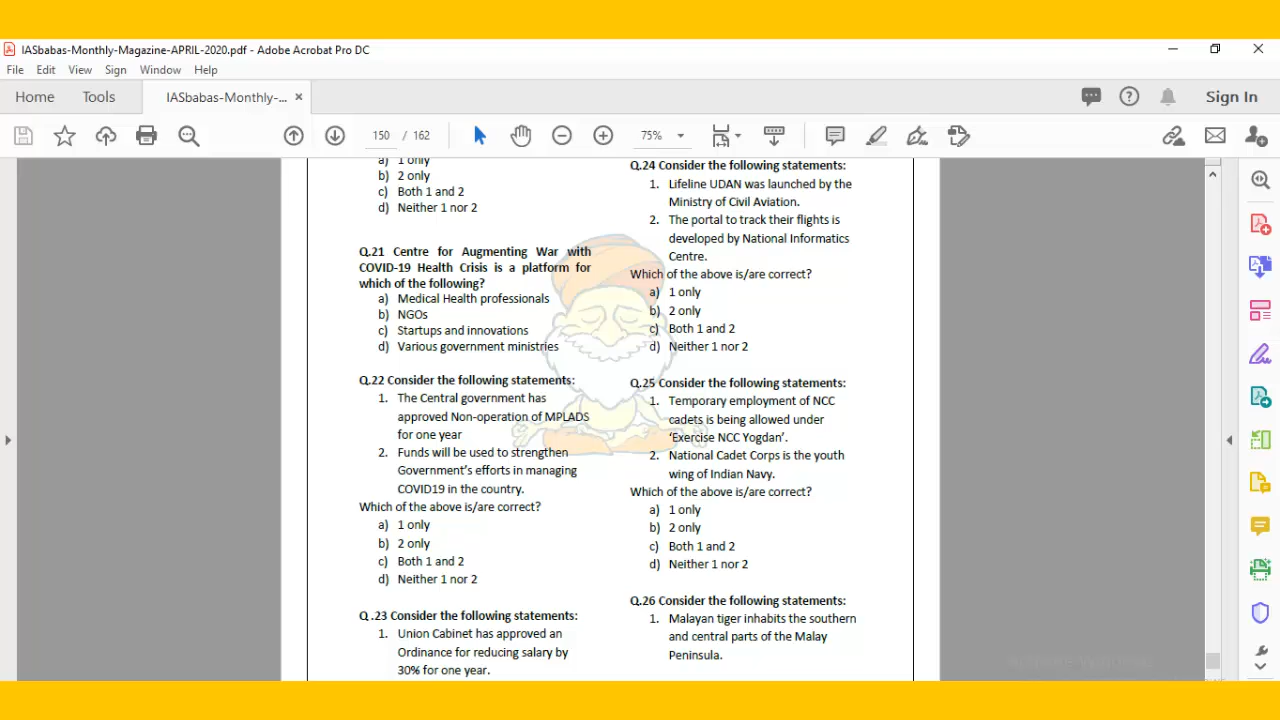 IASbabas-Monthly-Magazine-APRIL-2020.pdf - Adobe Acrobat Pro DC
File Edit View Sign Window Help
Home Tools IASbabas-Monthly-... × Sign In
150 / 162 75%
a) 1 only
b) 2 only
c) Both 1 and 2
d) Neither 1 nor 2
Q.21 Centre for Augmenting War with
COVID-19 Health Crisis is a platform for
which of the following?
a) Medical Health professionals
b) NGOs
c) Startups and innovations
d) Various government ministries
Q.22 Consider the following statements:
1. The Central government has
approved Non-operation of MPLADS
for one year
2. Funds will be used to strengthen
Government's efforts in managing
COVID19 in the country.
Which of the above is/are correct?
a) 1 only
b) 2 only
c) Both 1 and 2
d) Neither 1 nor 2
Q .23 Consider the following statements:
1. Union Cabinet has approved an
Ordinance for reducing salary by
30% for one year.
Q.24 Consider the following statements:
1. Lifeline UDAN was launched by the
Ministry of Civil Aviation.
2. The portal to track their flights is
developed by National Informatics
Centre.
Which of the above is/are correct?
a) 1 only
b) 2 only
c) Both 1 and 2
d) Neither 1 nor 2
Q.25 Consider the following statements:
1. Temporary employment of NCC
cadets is being allowed under
'Exercise NCC Yogdan'.
2. National Cadet Corps is the youth
wing of Indian Navy.
Which of the above is/are correct?
a) 1 only
b) 2 only
c) Both 1 and 2
d) Neither 1 nor 2
Q.26 Consider the following statements:
1. Malayan tiger inhabits the southern
and central parts of the Malay
Peninsula.